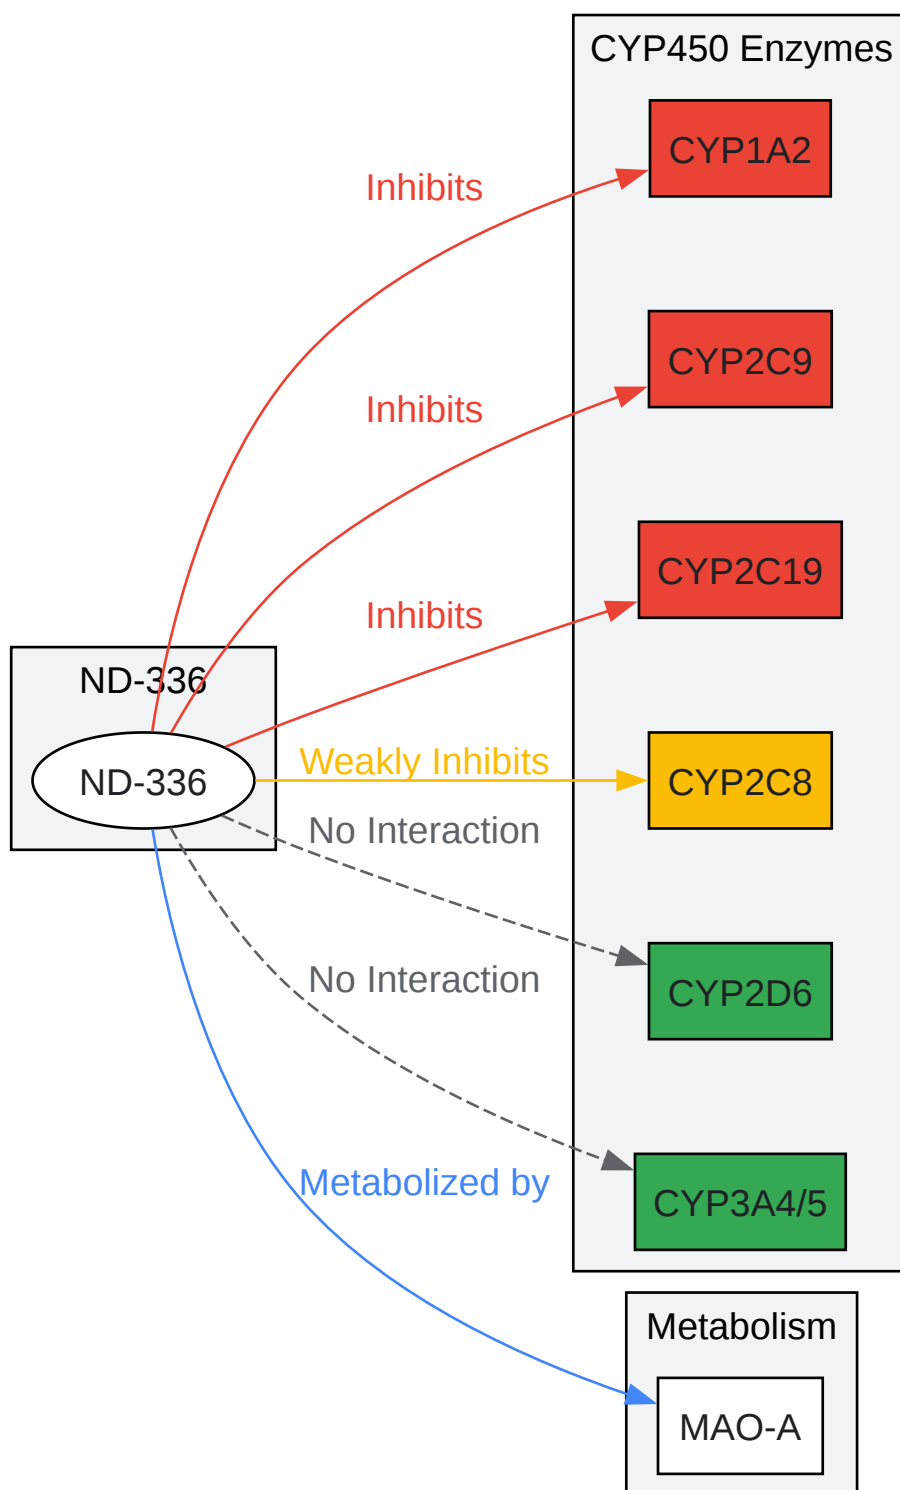 CYP450 Enzymes
CYP1A2
Inhibits
CYP2C9
Inhibits
CYP2C19
Inhibits
ND-336
ND-336
Weakly Inhibits
CYP2C8
No Interaction
CYP2D6
No Interaction
CYP3A4/5
Metabolized by
Metabolism
MAO-A